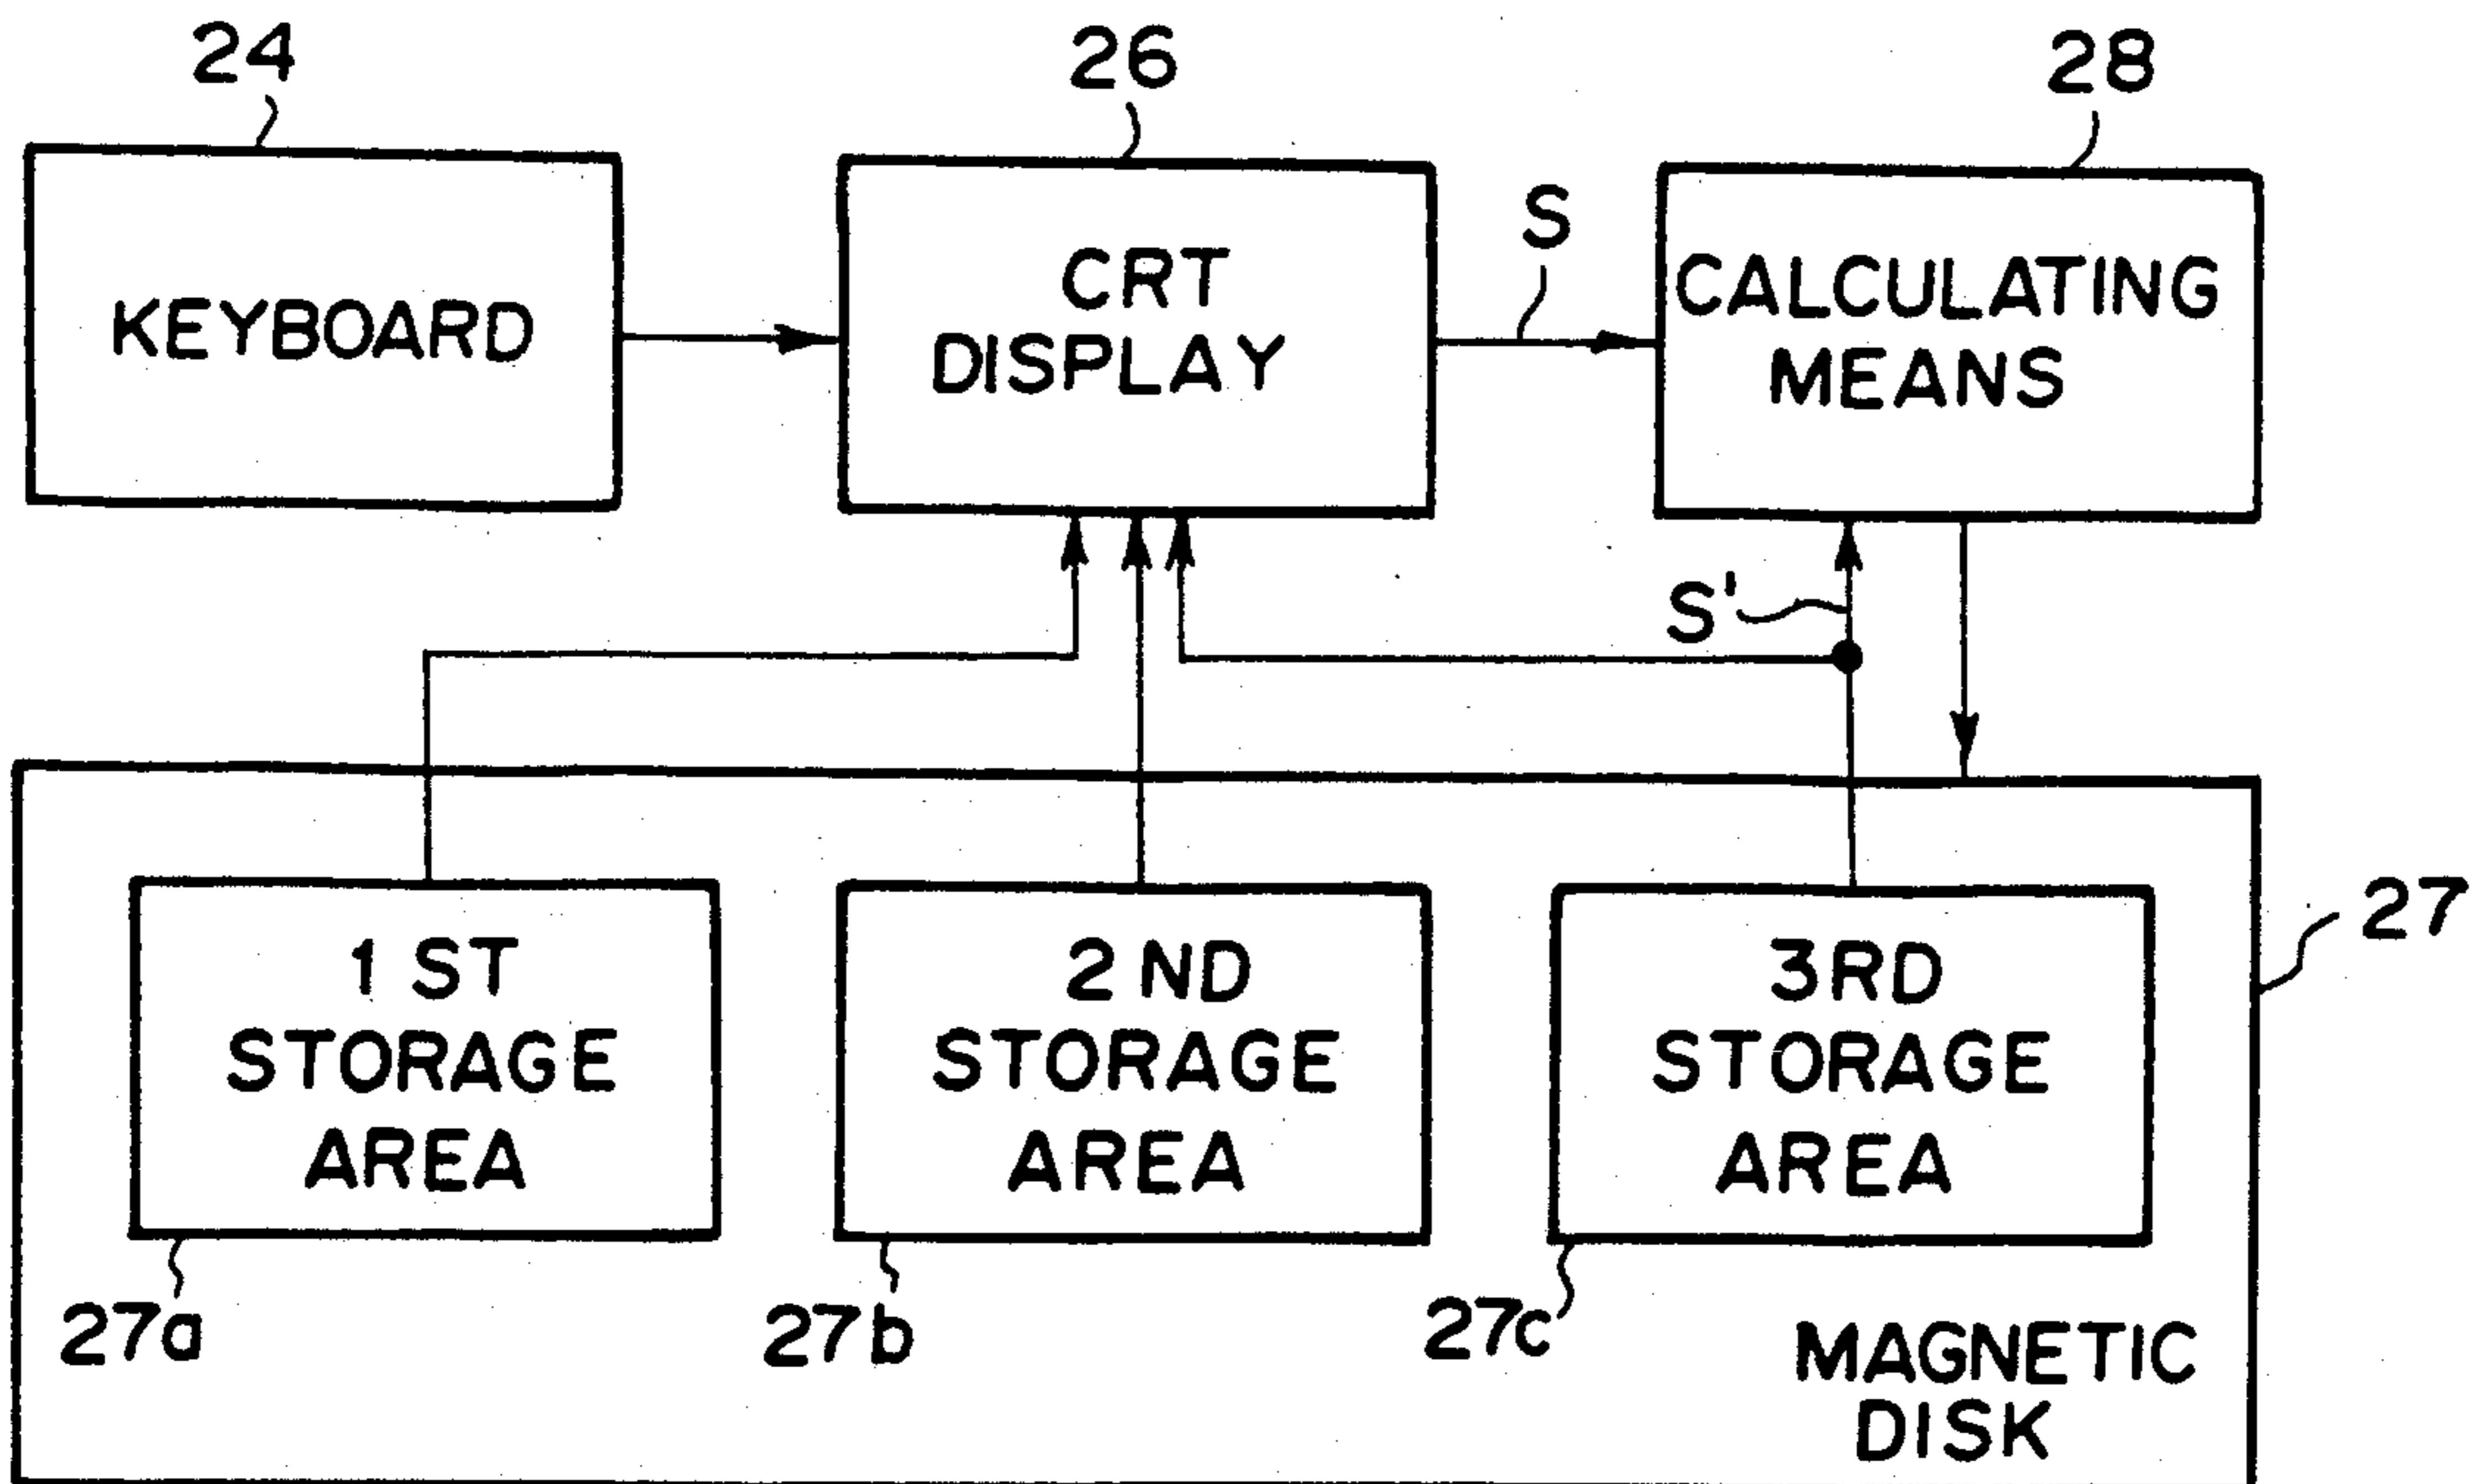 24
26
28
KEYBOARD
CRT
DISPLAY
S
CALCULATING
MEANS
S'
1 ST
STORAGE
AREA
2 ND
STORAGE
AREA
3RD
STORAGE
AREA
27
27a
27b
27c
MAGNETIC
DISK